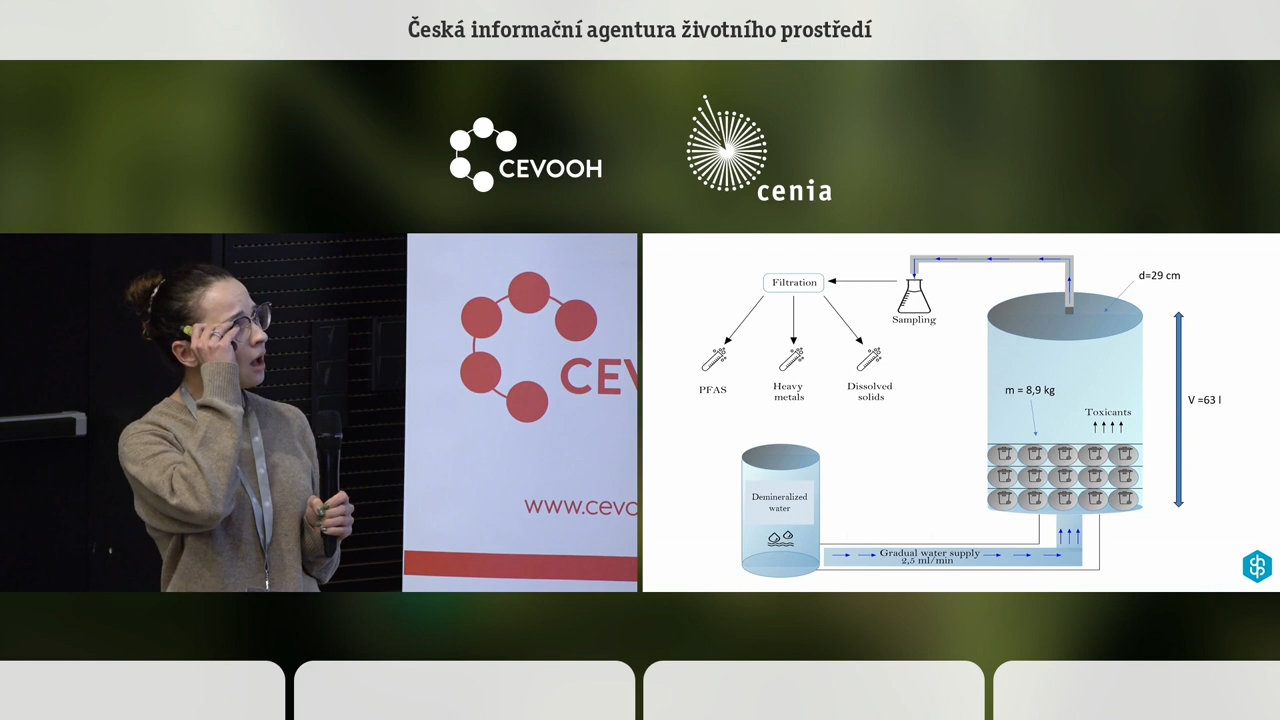 Česká informační agentura životního prostředí
CEVOOH
cenia
CEV
www.cevo
Filtration
Sampling
d=29 cm
PFAS
Heavy
metals
Dissolved
solids
m = 8,9 kg
V =63 l
Toxicants
Demineralized
water
Gradual water supply
2,5 ml/min